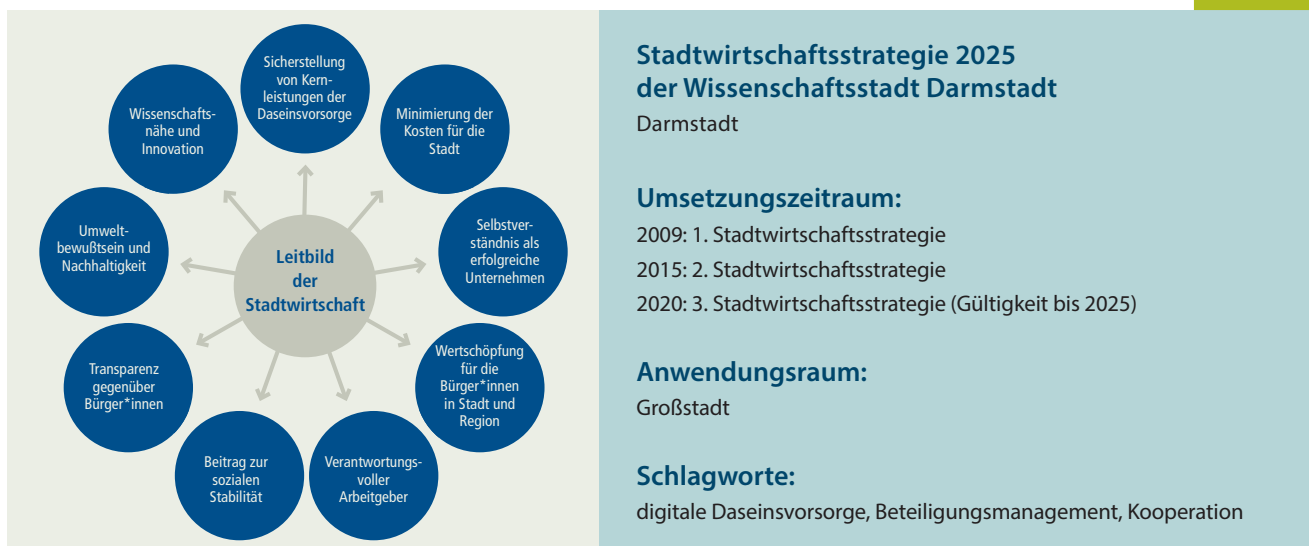 Sicherstellung
von Kern-
leistungen der
Daseinsvorsorge
Minimierung der
Kosten für die
Stadt
Selbstver-
ständnis als
erfolgreiche
Unternehmen
Wertschöpfung
für die
Bürger*innen
in Stadt und
Region
Verantwortungs-
voller
Arbeitgeber
Beitrag zur
sozialen
Stabilität
Transparenz
gegenüber
Bürger*innen
Umwelt-
bewußtsein und
Nachhaltigkeit
Wissenschafts-
nähe und
Innovation
Leitbild
der
Stadtwirtschaft
Stadtwirtschaftsstrategie 2025
der Wissenschaftsstadt Darmstadt
Darmstadt
Umsetzungszeitraum:
2009: 1. Stadtwirtschaftsstrategie
2015: 2. Stadtwirtschaftsstrategie
2020: 3. Stadtwirtschaftsstrategie (Gültigkeit bis 2025)
Anwendungsraum:
Großstadt
Schlagworte:
digitale Daseinsvorsorge, Beteiligungsmanagement, Kooperation